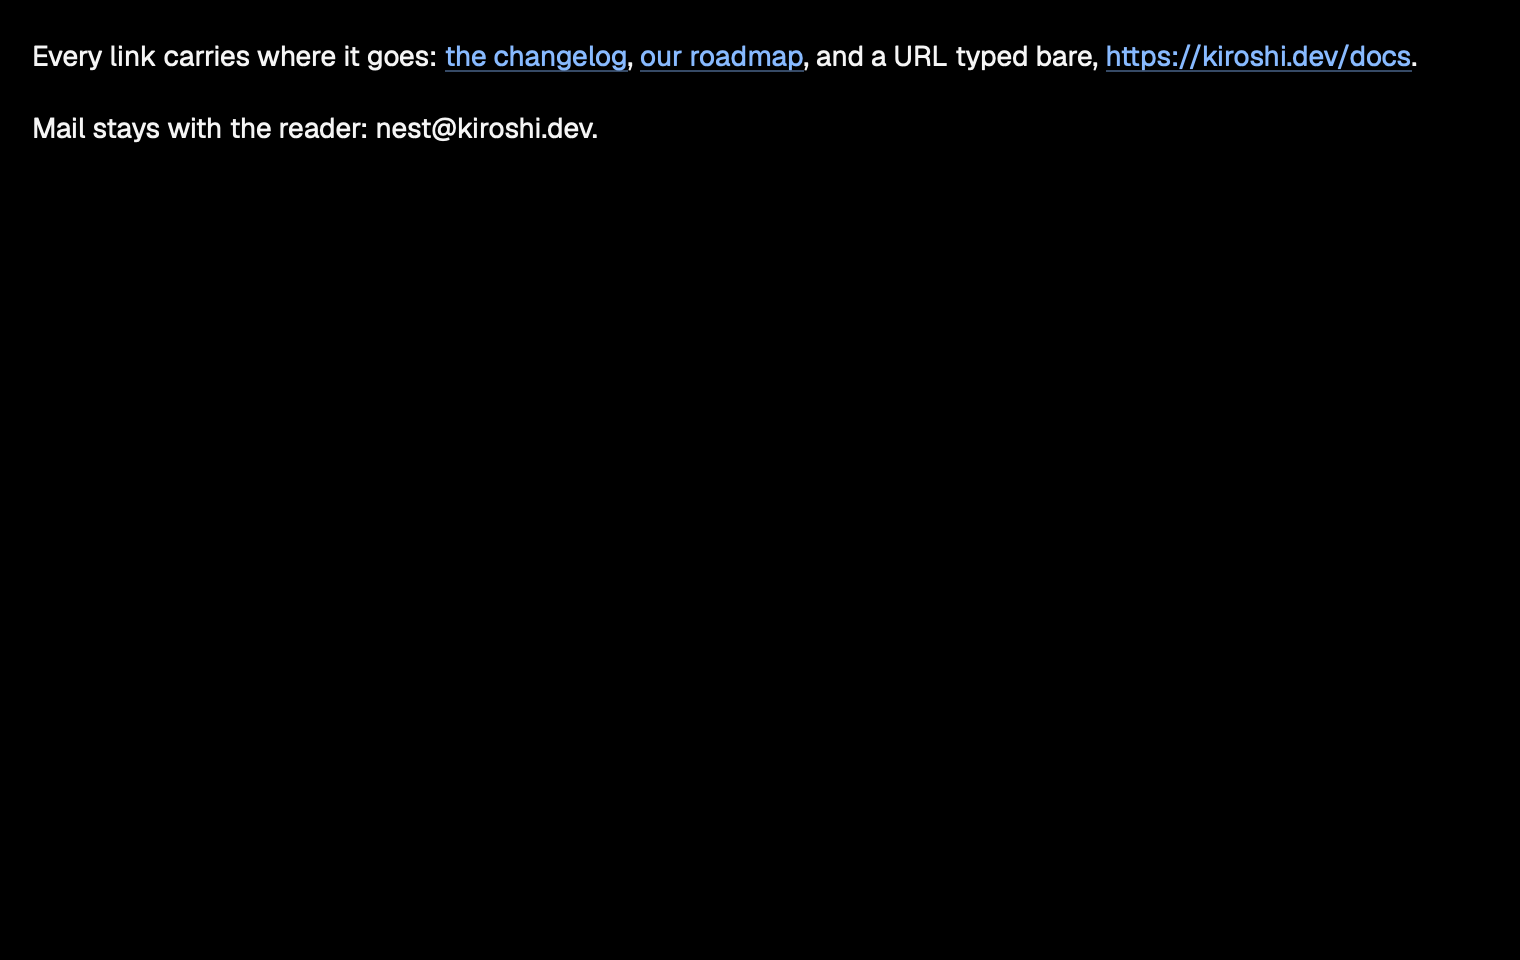 Every link carries where it goes: the changelog, our roadmap, and a URL typed bare, https://kiroshi.dev/docs.
Mail stays with the reader: nest@kiroshi.dev.